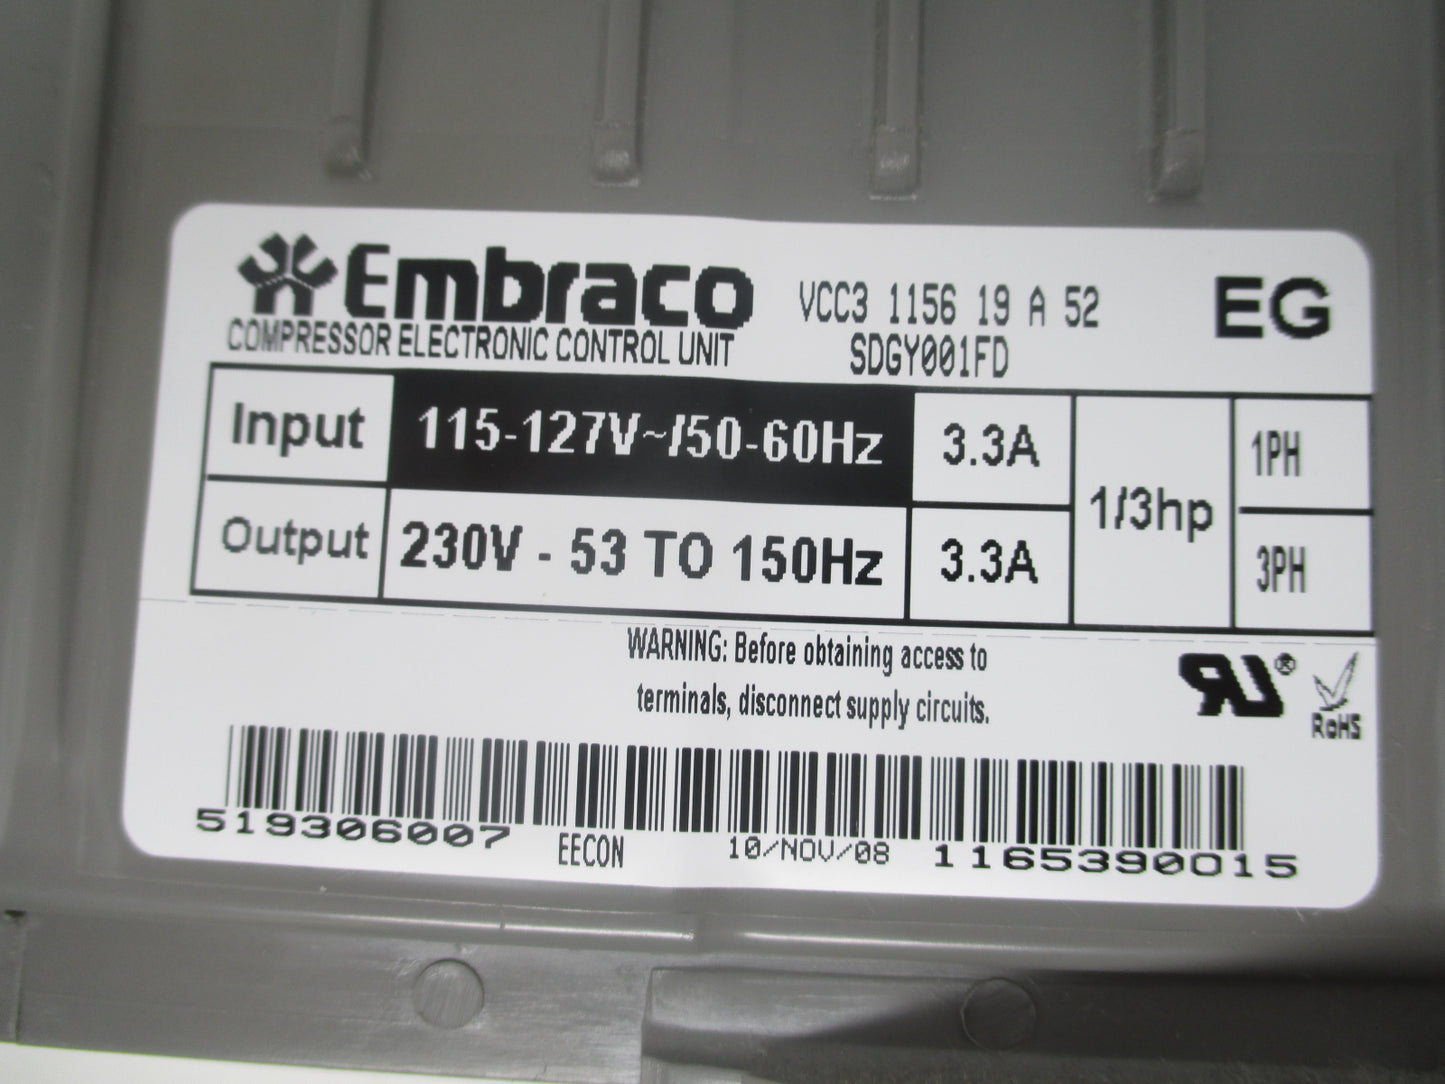 Embraco VCC3 1156 19 A 52 EG
COMPRESSOR ELECTRONIC CONTROL UNIT SDGY001FD
Input 115-127V~/50-60Hz 3.3A 1/3hp 1PH
Output 230V - 53 TO 150Hz 3.3A 3PH
WARNING: Before obtaining access to
terminals, disconnect supply circuits.
RU® RoHS
519306007 EECON 10/NOV/08 1165390015